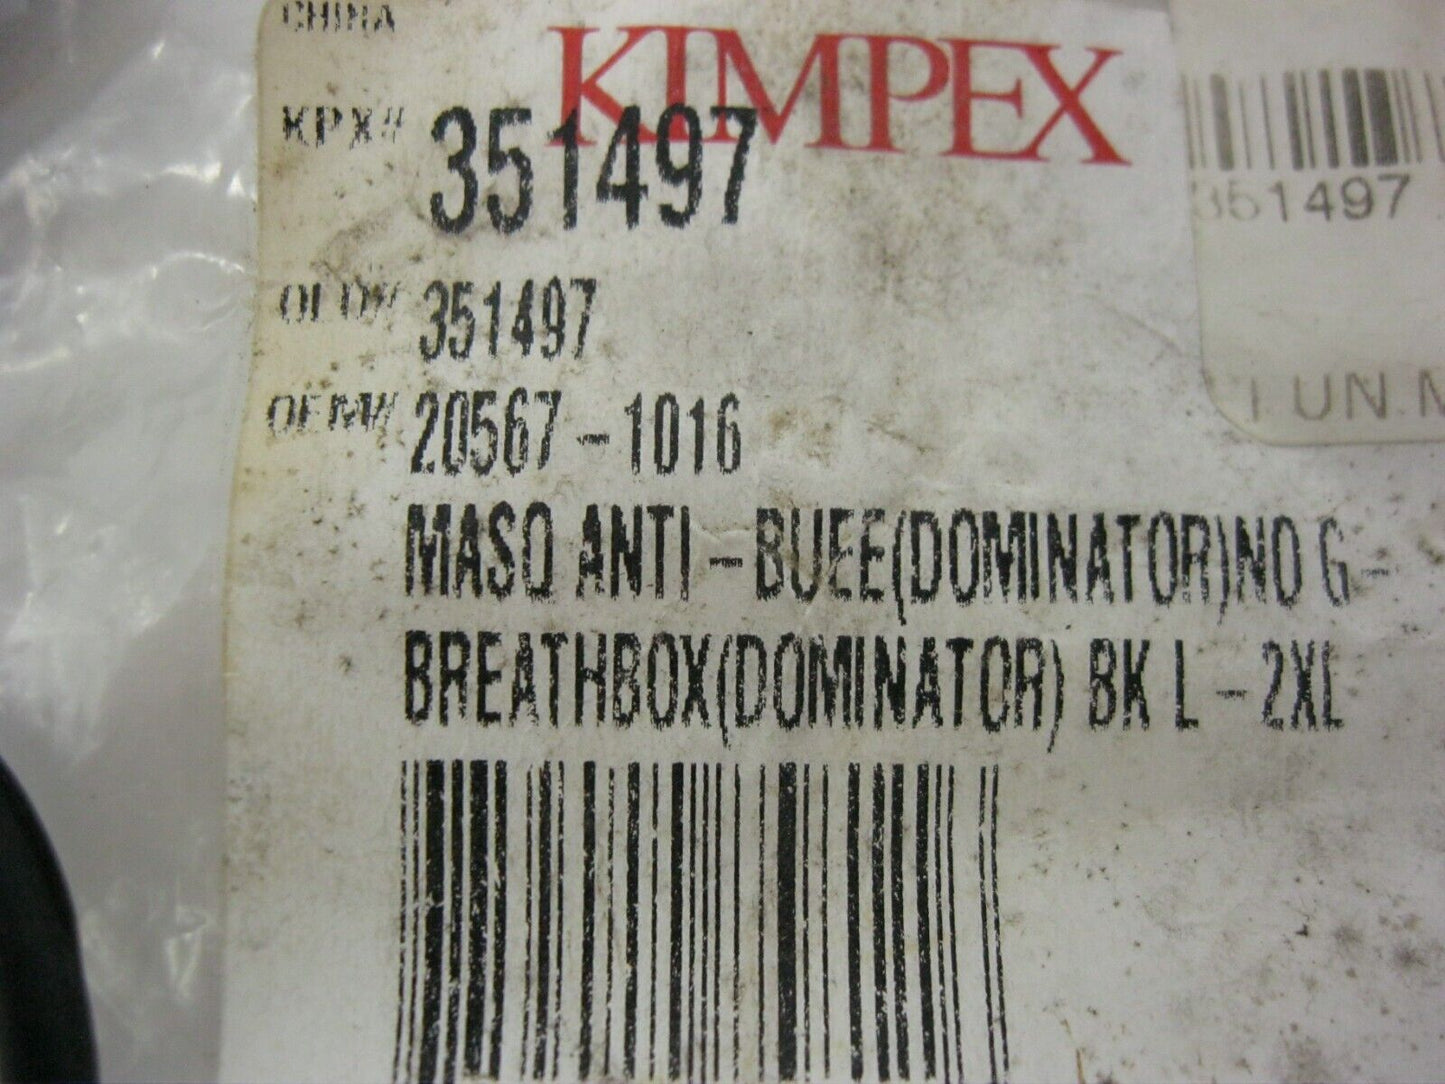 CHINA
KIMPEX
KPX# 351497
351497
OLD# 351497
OEM# 20567-1016
1 UN.M
MASQ ANTI-BUEE(DOMINATOR)NO G-
BREATHBOX(DOMINATOR) BK L-2XL